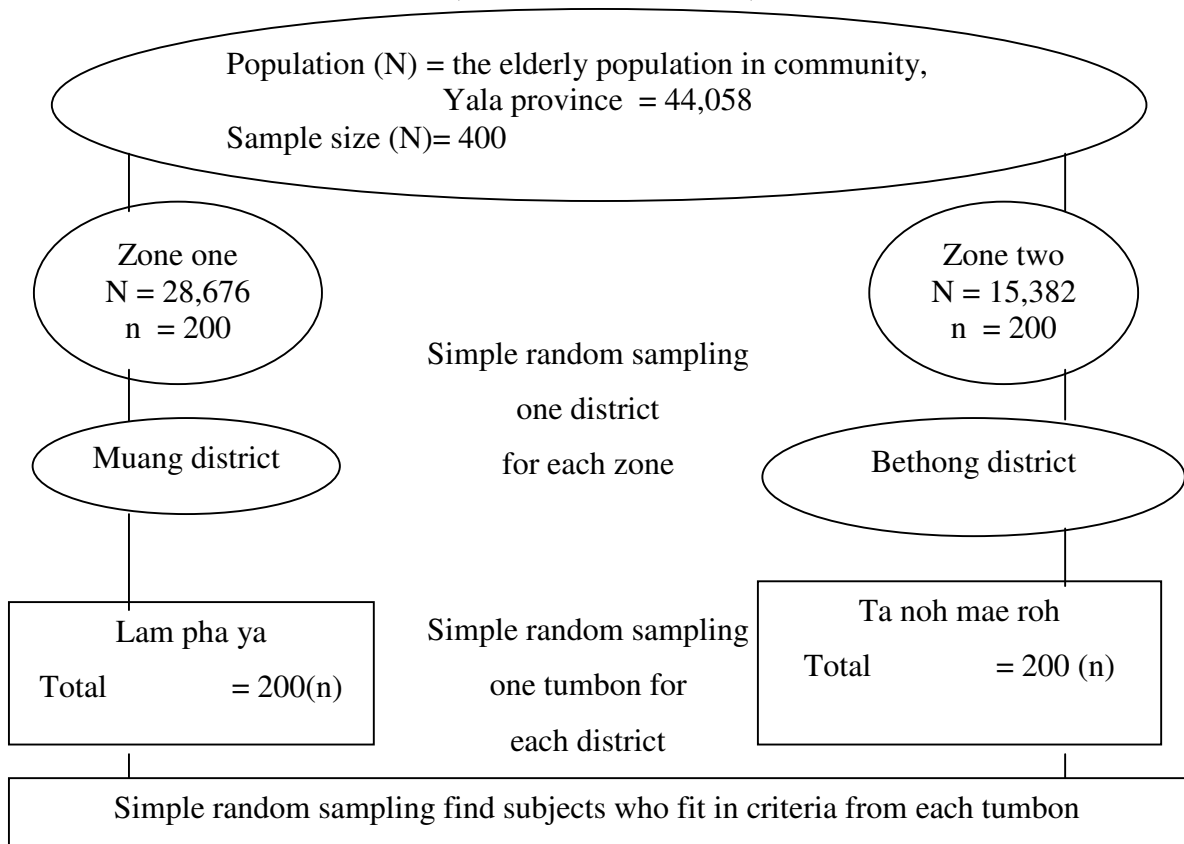 Population (N) = the elderly population in community,
Yala province = 44,058
Sample size (N)= 400
Zone one
N = 28,676
n = 200
Zone two
N = 15,382
n = 200
Simple random sampling
one district
for each zone
Muang district
Bethong district
Lam pha ya
Total = 200(n)
Simple random sampling
one tumbon for
each district
Ta noh mae roh
Total = 200 (n)
Simple random sampling find subjects who fit in criteria from each tumbon